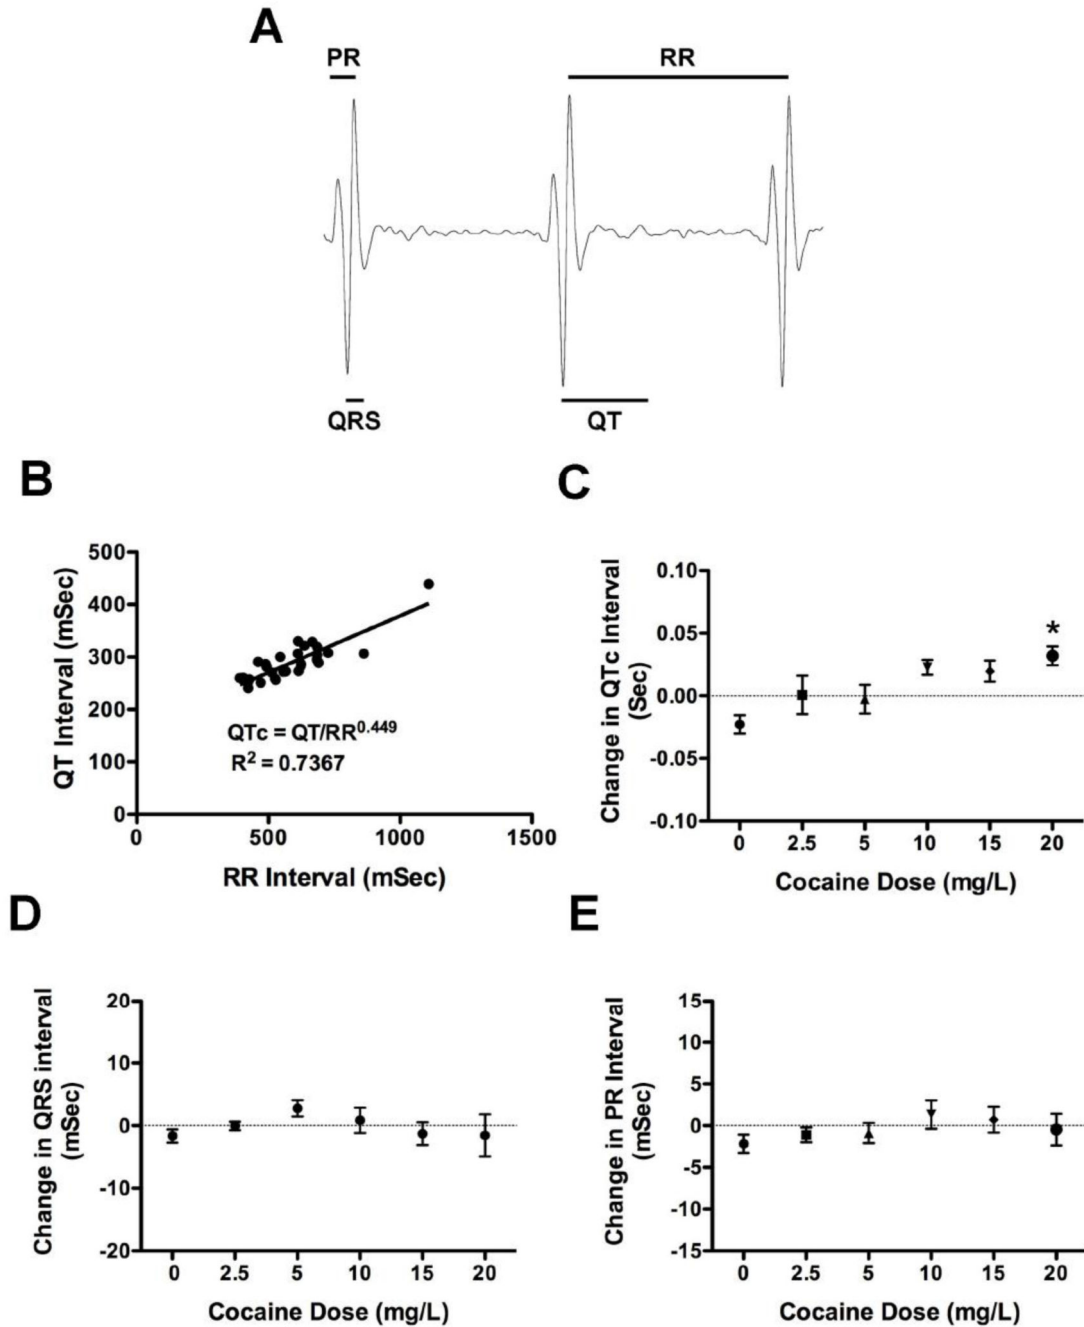 A
PR
RR
QRS
QT
B
QT Interval (mSec)
500
400
300
200
100
0
QTc = QT/RR^0.449
R^2 = 0.7367
0
500
1000
1500
RR Interval (mSec)
C
Change in QTc Interval
(Sec)
0.10
0.05
0.00
-0.05
-0.10
*
0
2.5
5
10
15
20
Cocaine Dose (mg/L)
D
Change in QRS interval
(mSec)
20
10
0
-10
-20
0
2.5
5
10
15
20
Cocaine Dose (mg/L)
E
Change in PR Interval
(mSec)
15
10
5
0
-5
-10
-15
0
2.5
5
10
15
20
Cocaine Dose (mg/L)